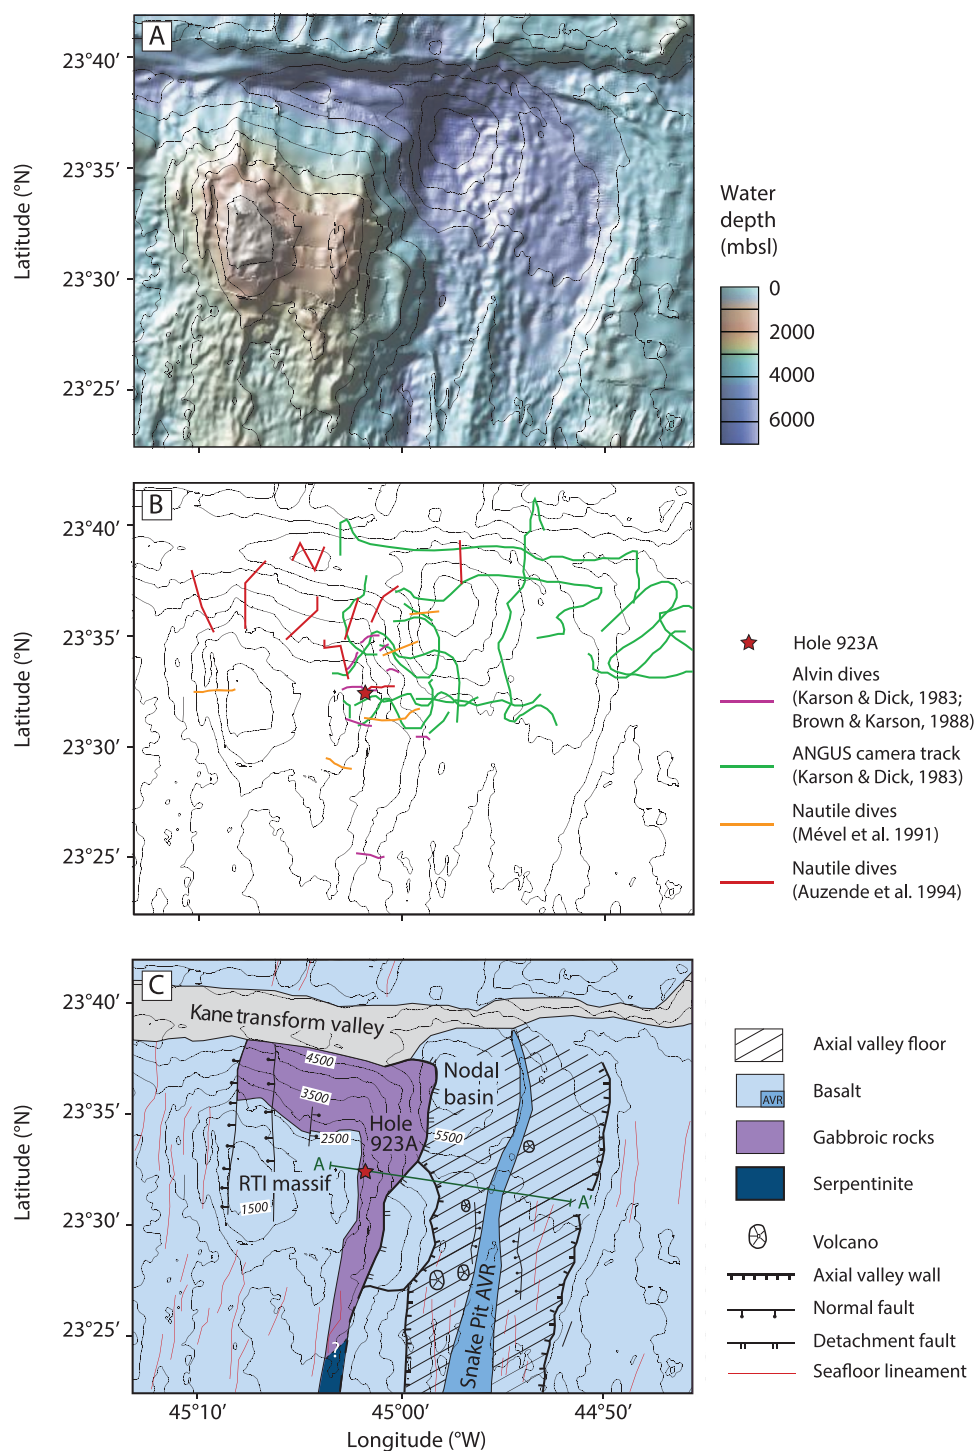 A
23°40′
23°35′
23°30′
23°25′
Latitude (°N)
Water
depth
(mbsl)
0
2000
4000
6000
B
23°40′
23°35′
23°30′
23°25′
Latitude (°N)
Hole 923A
Alvin dives
(Karson & Dick, 1983;
Brown & Karson, 1988)
ANGUS camera track
(Karson & Dick, 1983)
Nautile dives
(Mével et al. 1991)
Nautile dives
(Auzende et al. 1994)
C
23°40′
23°35′
23°30′
23°25′
Latitude (°N)
Kane transform valley
4500
3500
2500
1500
5500
Nodal
basin
Hole
923A
A
A′
RTI massif
Snake Pit AVR
?
45°10′
45°00′
44°50′
Longitude (°W)
Axial valley floor
AVR
Basalt
Gabbroic rocks
Serpentinite
Volcano
Axial valley wall
Normal fault
Detachment fault
Seafloor lineament